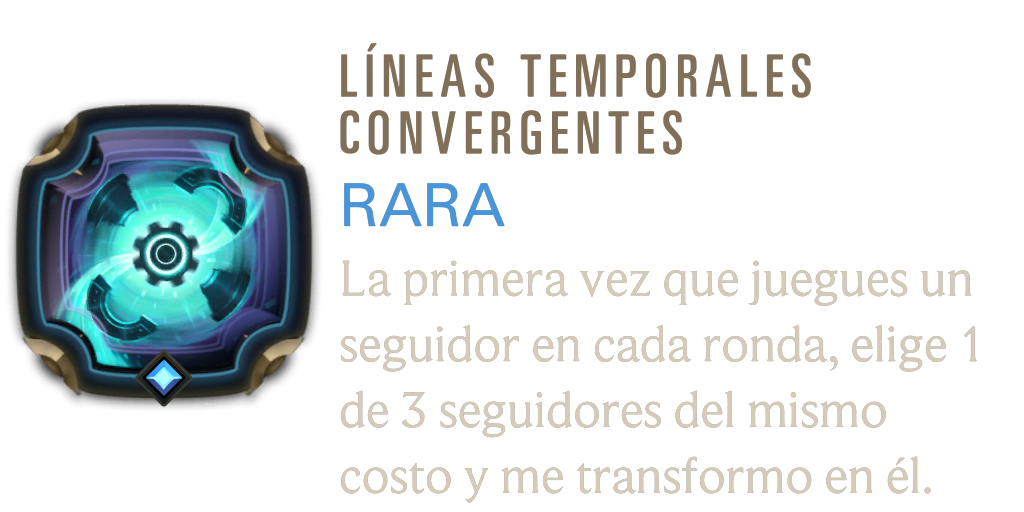 LÍNEAS TEMPORALES
CONVERGENTES
RARA
La primera vez que juegues un
seguidor en cada ronda, elige 1
de 3 seguidores del mismo
costo y me transformo en él.